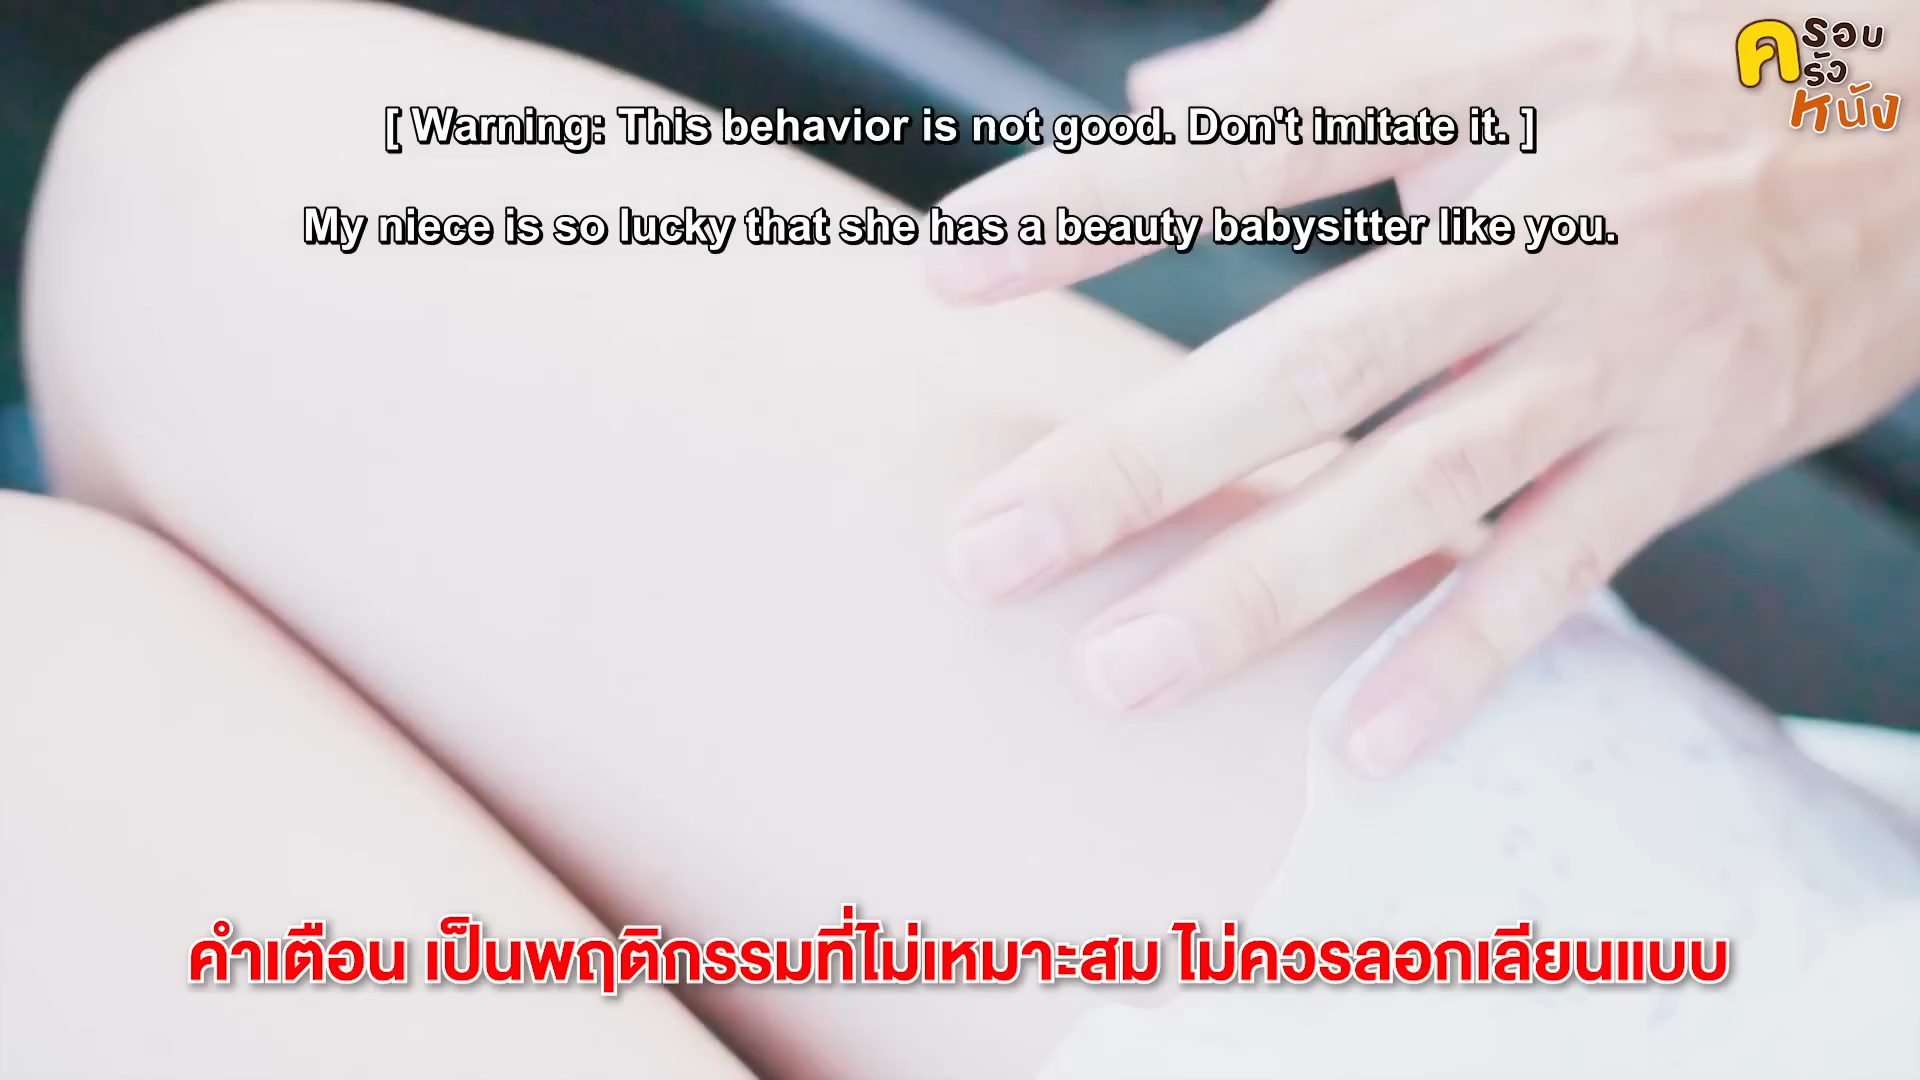 ครอบ
รัง
หนัง
[ Warning: This behavior is not good. Don't imitate it. ]
My niece is so lucky that she has a beauty babysitter like you.
คำเตือน เป็นพฤติกรรมที่ไม่เหมาะสม ไม่ควรลอกเลียนแบบ